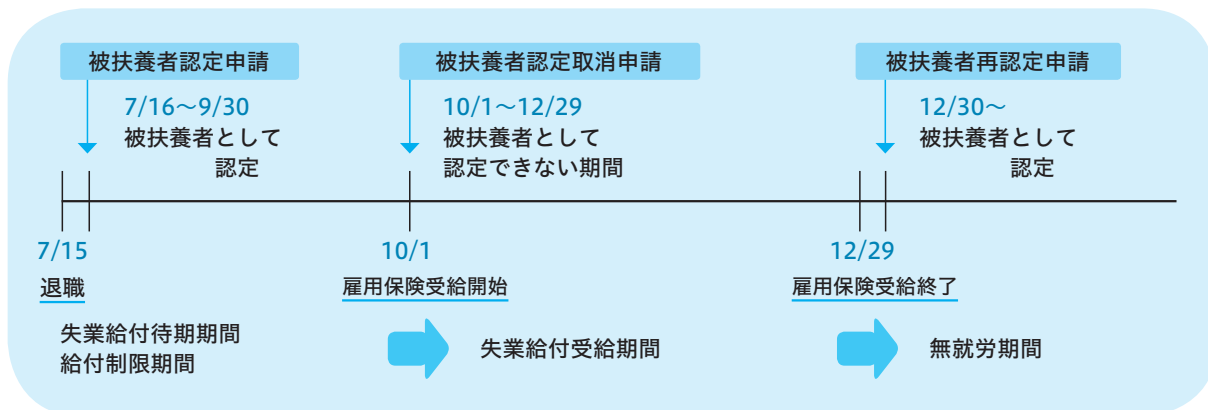 被扶養者認定申請
被扶養者認定取消申請
被扶養者再認定申請
7/16〜9/30
被扶養者として
認定
10/1〜12/29
被扶養者として
認定できない期間
12/30〜
被扶養者として
認定
7/15
10/1
12/29
退職
雇用保険受給開始
雇用保険受給終了
失業給付待期期間
給付制限期間
失業給付受給期間
無就労期間